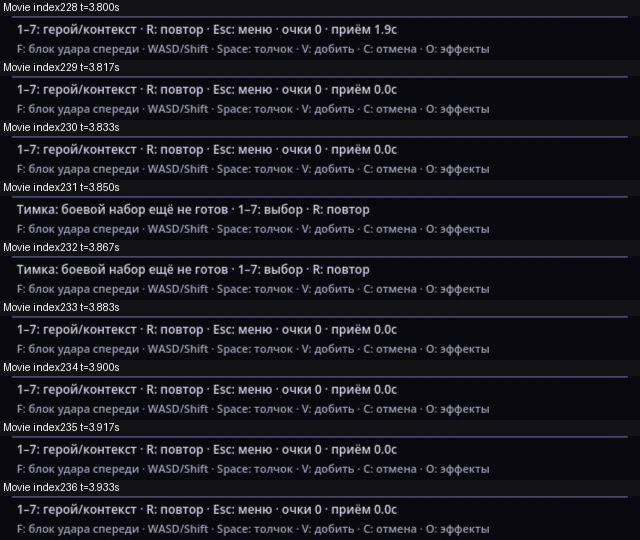 Movie index228 t=3.800s
1–7: герой/контекст · R: повтор · Esc: меню · очки 0 · приём 1.9с
F: блок удара спереди · WASD/Shift · Space: толчок · V: добить · C: отмена · O: эффекты
Movie index229 t=3.817s
1–7: герой/контекст · R: повтор · Esc: меню · очки 0 · приём 0.0с
F: блок удара спереди · WASD/Shift · Space: толчок · V: добить · C: отмена · O: эффекты
Movie index230 t=3.833s
1–7: герой/контекст · R: повтор · Esc: меню · очки 0 · приём 0.0с
F: блок удара спереди · WASD/Shift · Space: толчок · V: добить · C: отмена · O: эффекты
Movie index231 t=3.850s
Тимка: боевой набор ещё не готов · 1–7: выбор · R: повтор
F: блок удара спереди · WASD/Shift · Space: толчок · V: добить · C: отмена · O: эффекты
Movie index232 t=3.867s
Тимка: боевой набор ещё не готов · 1–7: выбор · R: повтор
F: блок удара спереди · WASD/Shift · Space: толчок · V: добить · C: отмена · O: эффекты
Movie index233 t=3.883s
1–7: герой/контекст · R: повтор · Esc: меню · очки 0 · приём 0.0с
F: блок удара спереди · WASD/Shift · Space: толчок · V: добить · C: отмена · O: эффекты
Movie index234 t=3.900s
1–7: герой/контекст · R: повтор · Esc: меню · очки 0 · приём 0.0с
F: блок удара спереди · WASD/Shift · Space: толчок · V: добить · C: отмена · O: эффекты
Movie index235 t=3.917s
1–7: герой/контекст · R: повтор · Esc: меню · очки 0 · приём 0.0с
F: блок удара спереди · WASD/Shift · Space: толчок · V: добить · C: отмена · O: эффекты
Movie index236 t=3.933s
1–7: герой/контекст · R: повтор · Esc: меню · очки 0 · приём 0.0с
F: блок удара спереди · WASD/Shift · Space: толчок · V: добить · C: отмена · O: эффекты